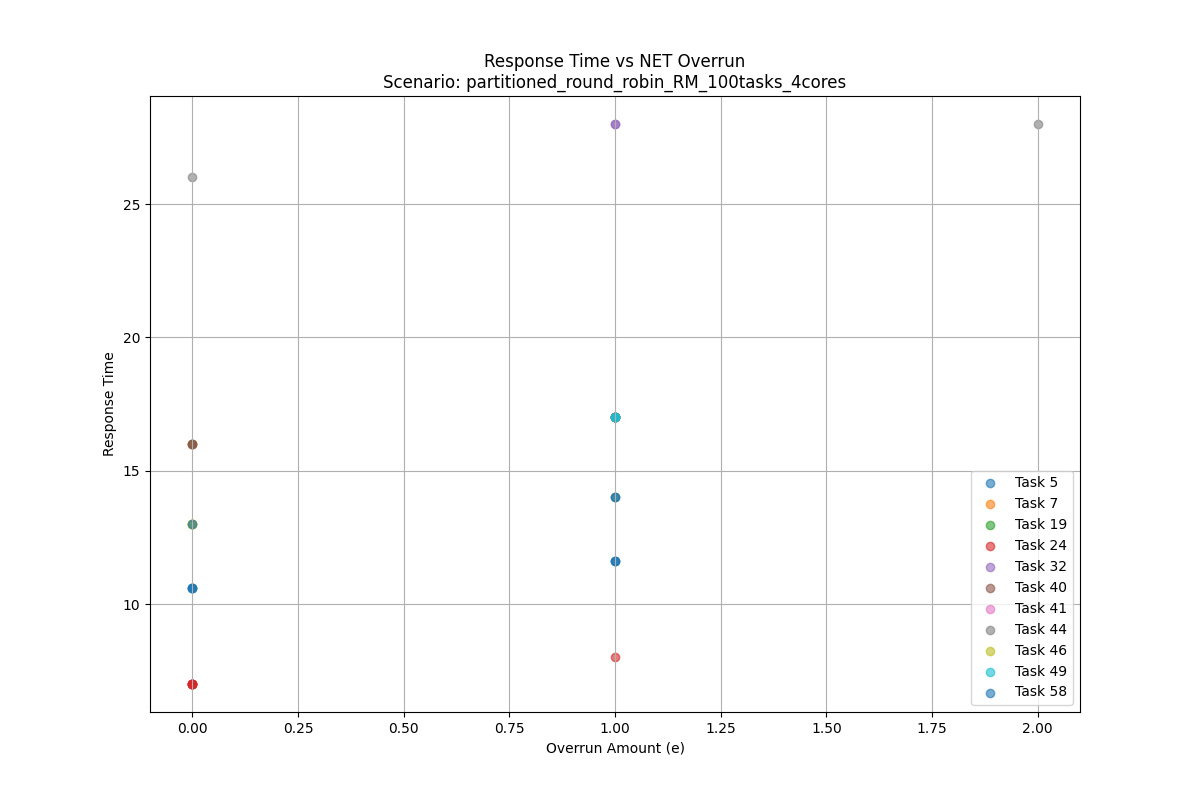 Response Time vs NET Overrun
Scenario: partitioned_round_robin_RM_100tasks_4cores
Response Time
25
20
15
10
Task 5
Task 7
Task 19
Task 24
Task 32
Task 40
Task 41
Task 44
Task 46
Task 49
Task 58
0.00 0.25 0.50 0.75 1.00 1.25 1.50 1.75 2.00
Overrun Amount (e)